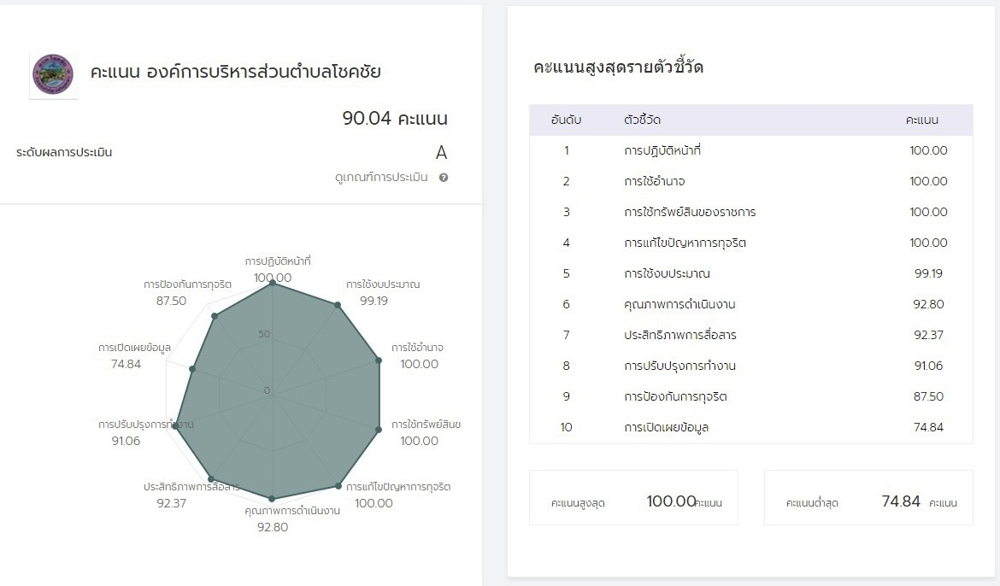 คะแนน องค์การบริหารส่วนตำบลโชคชัย
90.04 คะแนน
ระดับผลการประเมิน A
ดูเกณฑ์การประเมิน ?
การปฏิบัติหน้าที่
100.00
การป้องกันการทุจริต
87.50
การใช้งบประมาณ
99.19
50
การเปิดเผยข้อมูล
74.84
การใช้อำนาจ
100.00
0
การปรับปรุงการทำงาน
91.06
การใช้ทรัพย์สินข
100.00
ประสิทธิภาพการสื่อสาร
92.37
การแก้ไขปัญหาการทุจริต
100.00
คุณภาพการดำเนินงาน
92.80
คะแนนสูงสุดรายตัวชี้วัด
อันดับ ตัวชี้วัด คะแนน
1 การปฏิบัติหน้าที่ 100.00
2 การใช้อำนาจ 100.00
3 การใช้ทรัพย์สินของราชการ 100.00
4 การแก้ไขปัญหาการทุจริต 100.00
5 การใช้งบประมาณ 99.19
6 คุณภาพการดำเนินงาน 92.80
7 ประสิทธิภาพการสื่อสาร 92.37
8 การปรับปรุงการทำงาน 91.06
9 การป้องกันการทุจริต 87.50
10 การเปิดเผยข้อมูล 74.84
คะแนนสูงสุด 100.00 คะแนน
คะแนนต่ำสุด 74.84 คะแนน